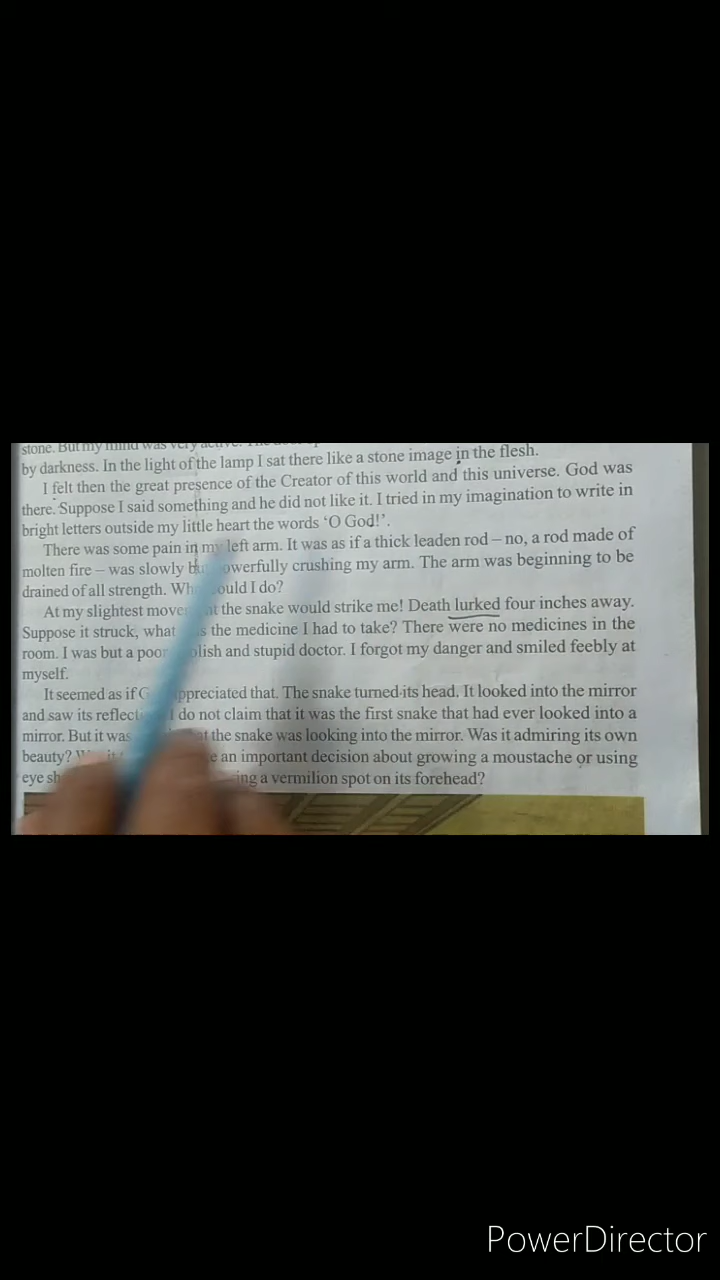 stone. But my mind was very active.
by darkness. In the light of the lamp I sat there like a stone image in the flesh.
I felt then the great presence of the Creator of this world and this universe. God was
there. Suppose I said something and he did not like it. I tried in my imagination to write in
bright letters outside my little heart the words ‘O God!’.
There was some pain in my left arm. It was as if a thick leaden rod – no, a rod made of
molten fire – was slowly but powerfully crushing my arm. The arm was beginning to be
drained of all strength. What could I do?
At my slightest movement the snake would strike me! Death lurked four inches away.
Suppose it struck, what was the medicine I had to take? There were no medicines in the
room. I was but a poor, foolish and stupid doctor. I forgot my danger and smiled feebly at
myself.
It seemed as if God appreciated that. The snake turned its head. It looked into the mirror
and saw its reflection. I do not claim that it was the first snake that had ever looked into a
mirror. But it was that the snake was looking into the mirror. Was it admiring its own
beauty? it an important decision about growing a moustache or using
eye a vermilion spot on its forehead?
PowerDirector